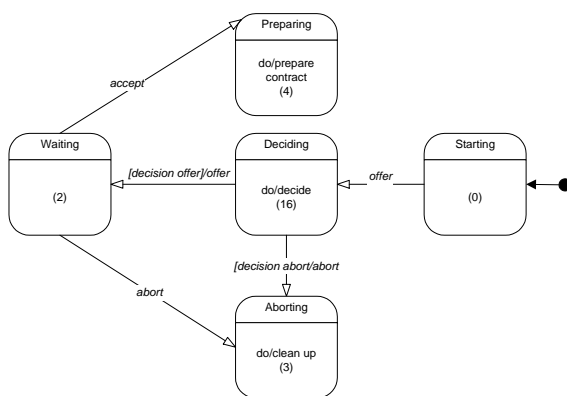 Preparing
do/prepare
contract
(4)
accept
Waiting
(2)
[decision offer]/offer
Deciding
do/decide
(16)
offer
Starting
(0)
[decision abort/abort
abort
Aborting
do/clean up
(3)